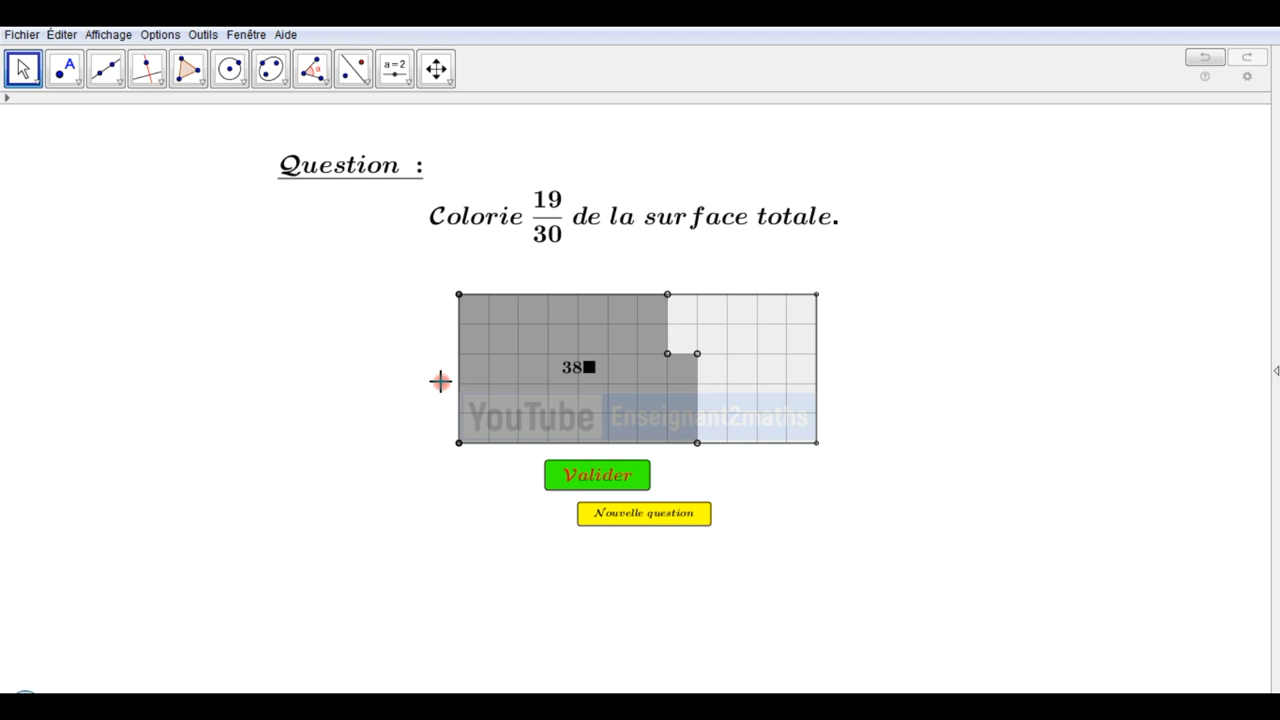 Fichier Éditer Affichage Options Outils Fenêtre Aide
A
α
a = 2
Question :
Colorie 19/30 de la surface totale.
38■
YouTube Enseignant2maths
Valider
Nouvelle question